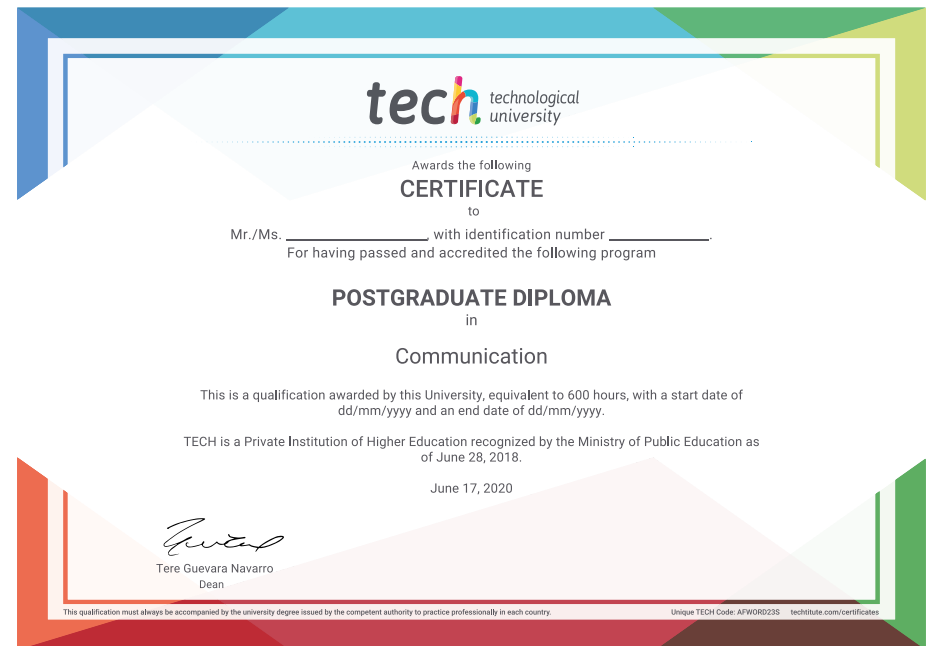 tech technological
university
Awards the following
CERTIFICATE
to
Mr./Ms. ____________________, with identification number ______________.
For having passed and accredited the following program
POSTGRADUATE DIPLOMA
in
Communication
This is a qualification awarded by this University, equivalent to 600 hours, with a start date of
dd/mm/yyyy and an end date of dd/mm/yyyy.
TECH is a Private Institution of Higher Education recognized by the Ministry of Public Education as
of June 28, 2018.
June 17, 2020
Tere Guevara Navarro
Dean
This qualification must always be accompanied by the university degree issued by the competent authority to practice professionally in each country.
Unique TECH Code: AFWORD23S techtitute.com/certificates